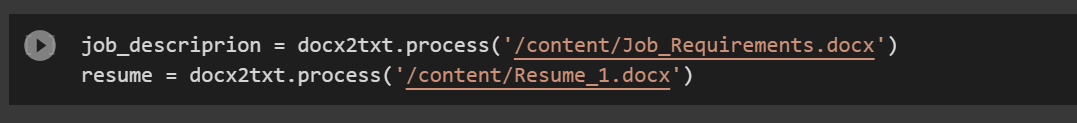 job_descriprion = docx2txt.process('/content/Job_Requirements.docx')
resume = docx2txt.process('/content/Resume_1.docx')